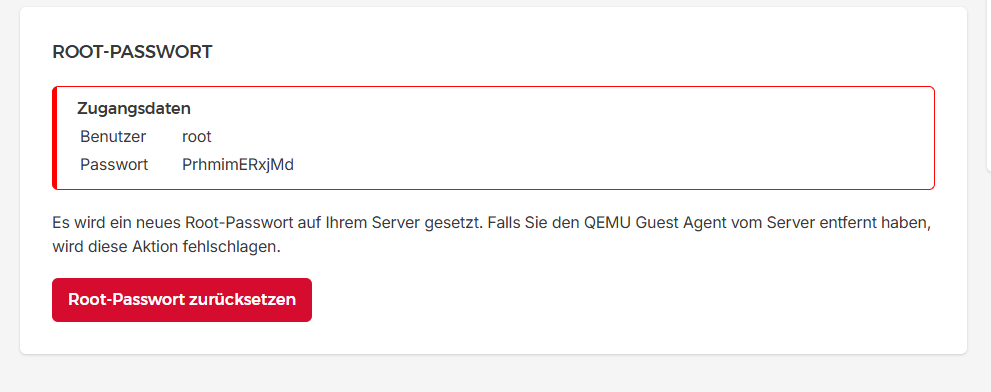 ROOT-PASSWORT
Zugangsdaten
Benutzer root
Passwort PrhmimERxjMd
Es wird ein neues Root-Passwort auf Ihrem Server gesetzt. Falls Sie den QEMU Guest Agent vom Server entfernt haben,
wird diese Aktion fehlschlagen.
Root-Passwort zurücksetzen